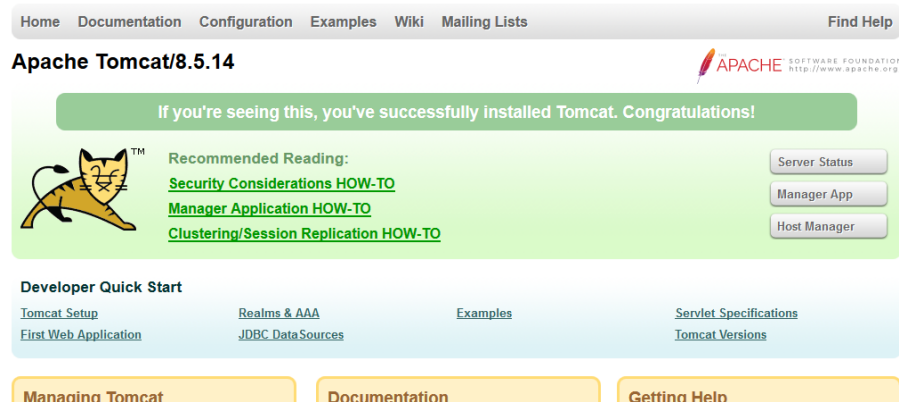 Home Documentation Configuration Examples Wiki Mailing Lists Find Help
Apache Tomcat/8.5.14
THE
APACHE SOFTWARE FOUNDATION
http://www.apache.org
If you're seeing this, you've successfully installed Tomcat. Congratulations!
TM
Recommended Reading:
Security Considerations HOW-TO
Manager Application HOW-TO
Clustering/Session Replication HOW-TO
Server Status
Manager App
Host Manager
Developer Quick Start
Tomcat Setup Realms & AAA Examples Servlet Specifications
First Web Application JDBC DataSources Tomcat Versions
Managing Tomcat Documentation Getting Help